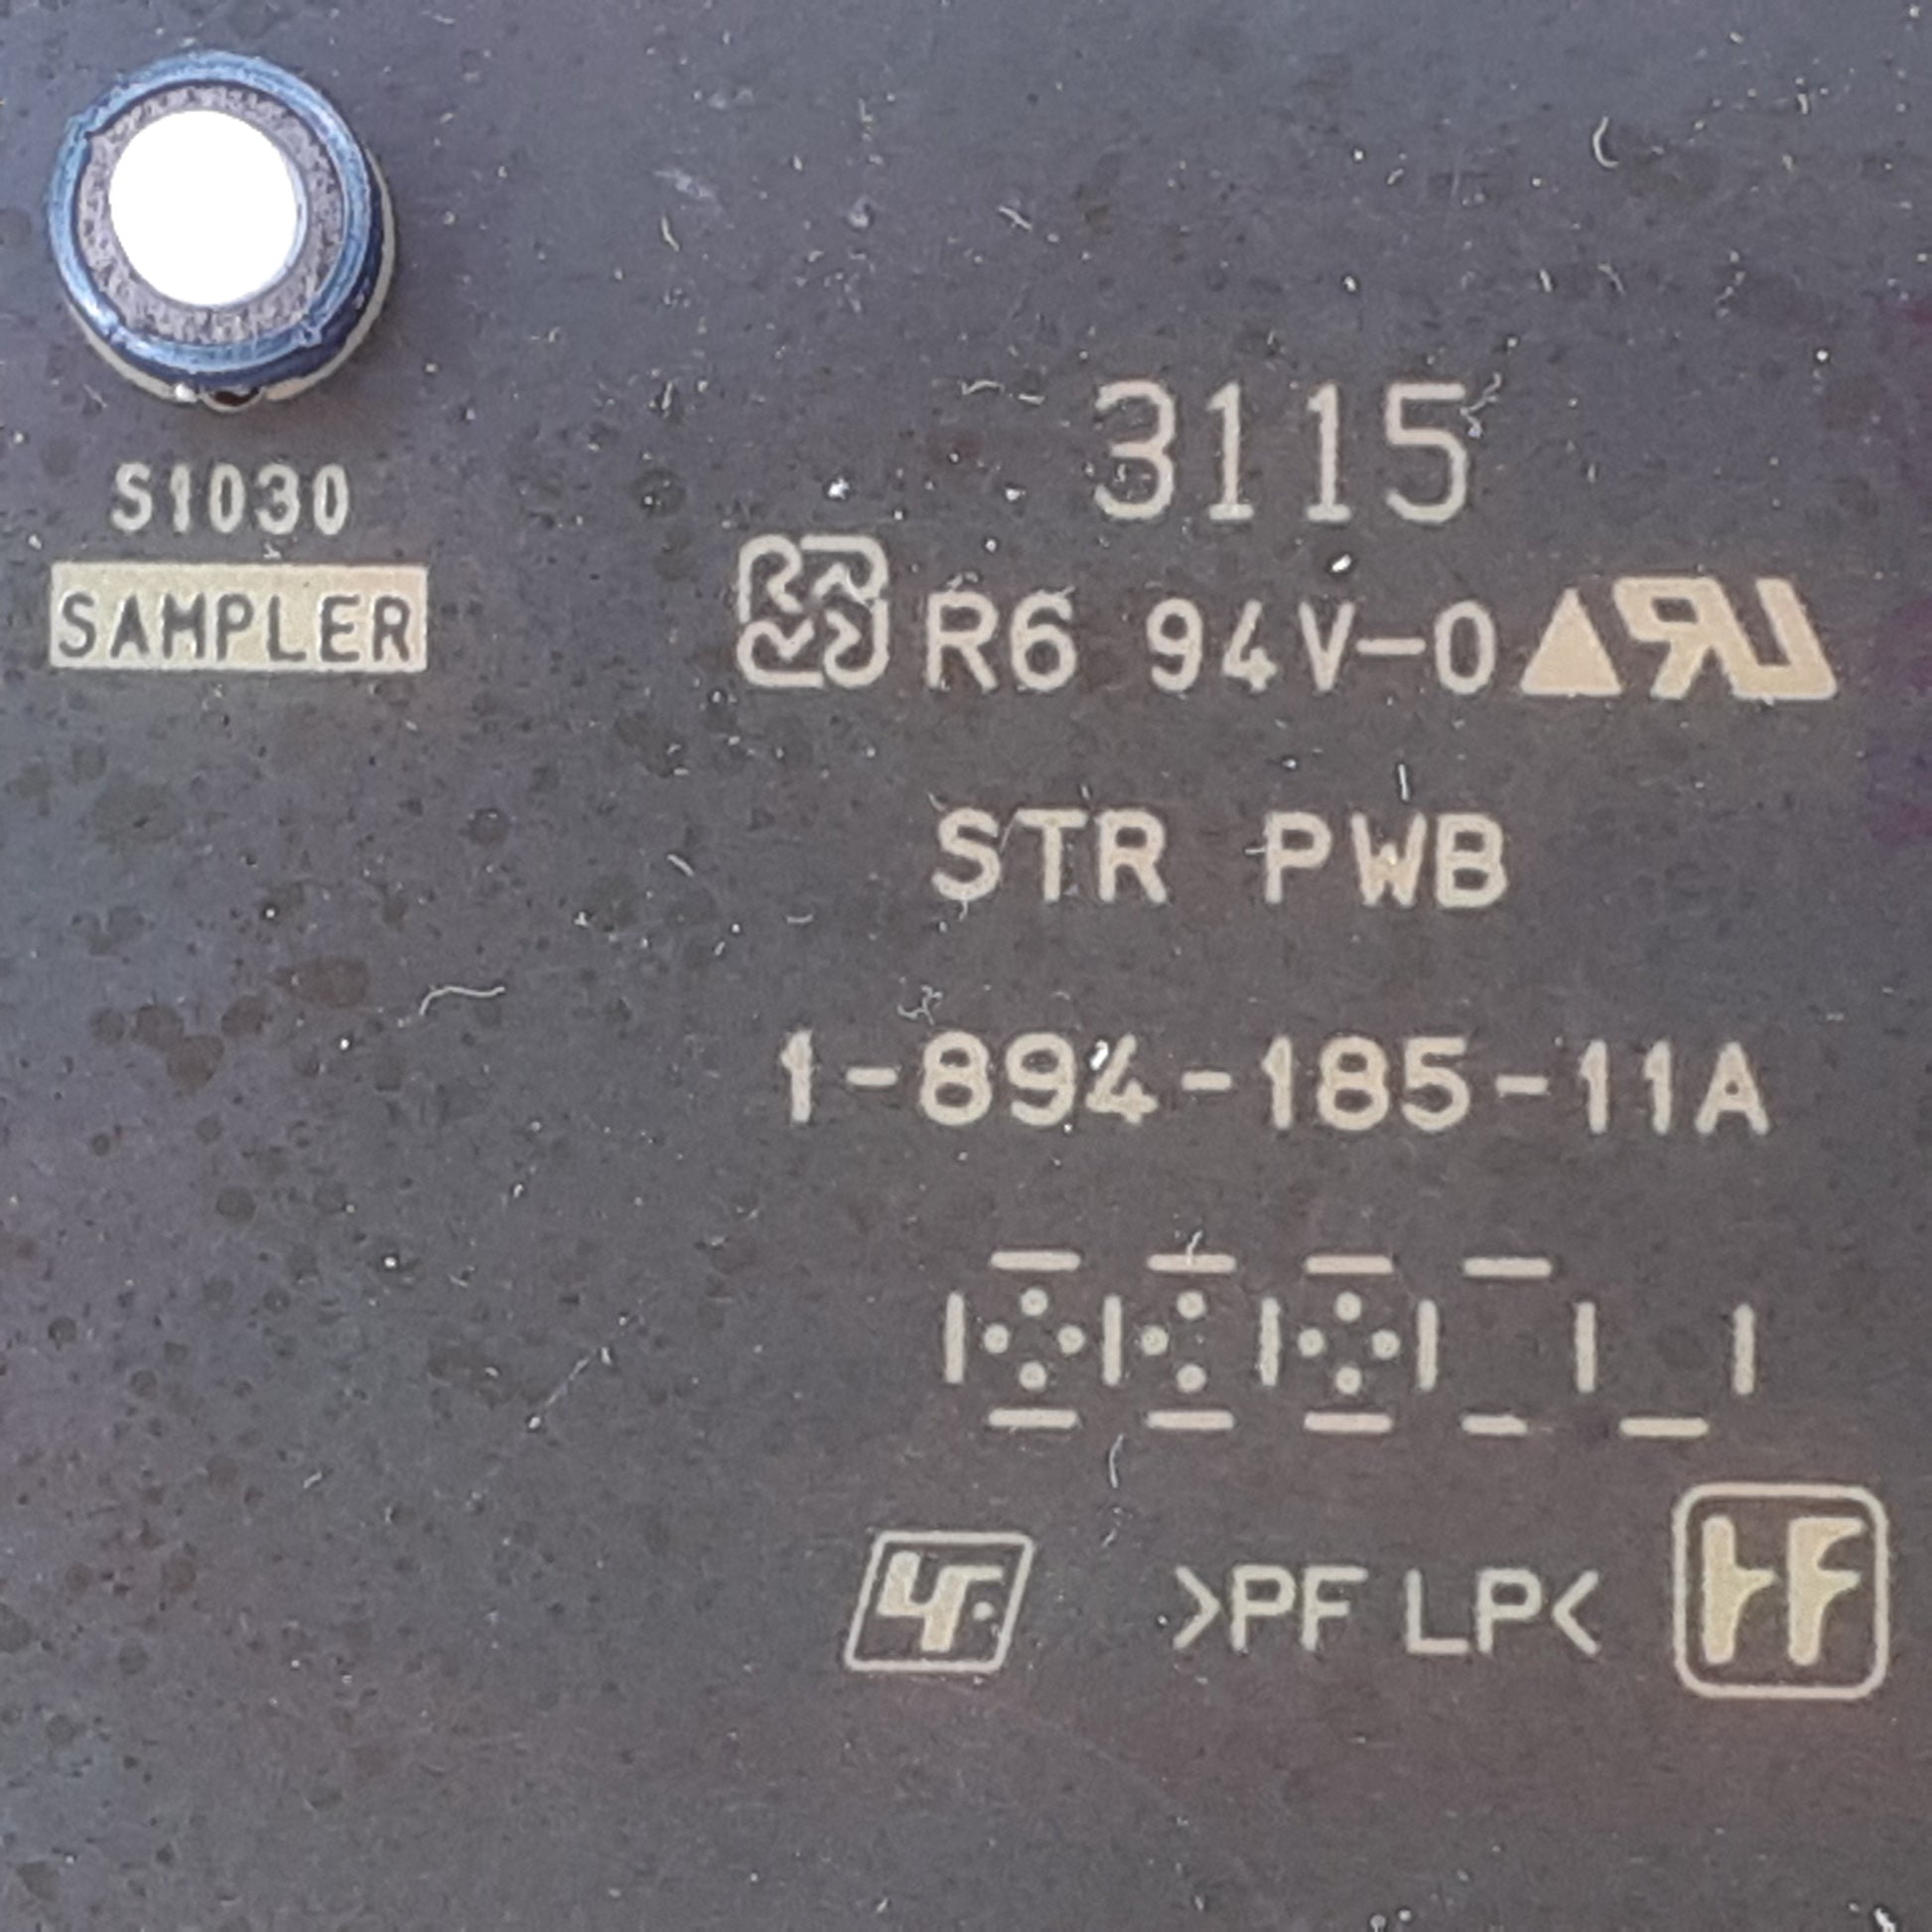 S1030
SAMPLER
3115
R6 94V-0
STR PWB
1-894-185-11A
>PF LP<